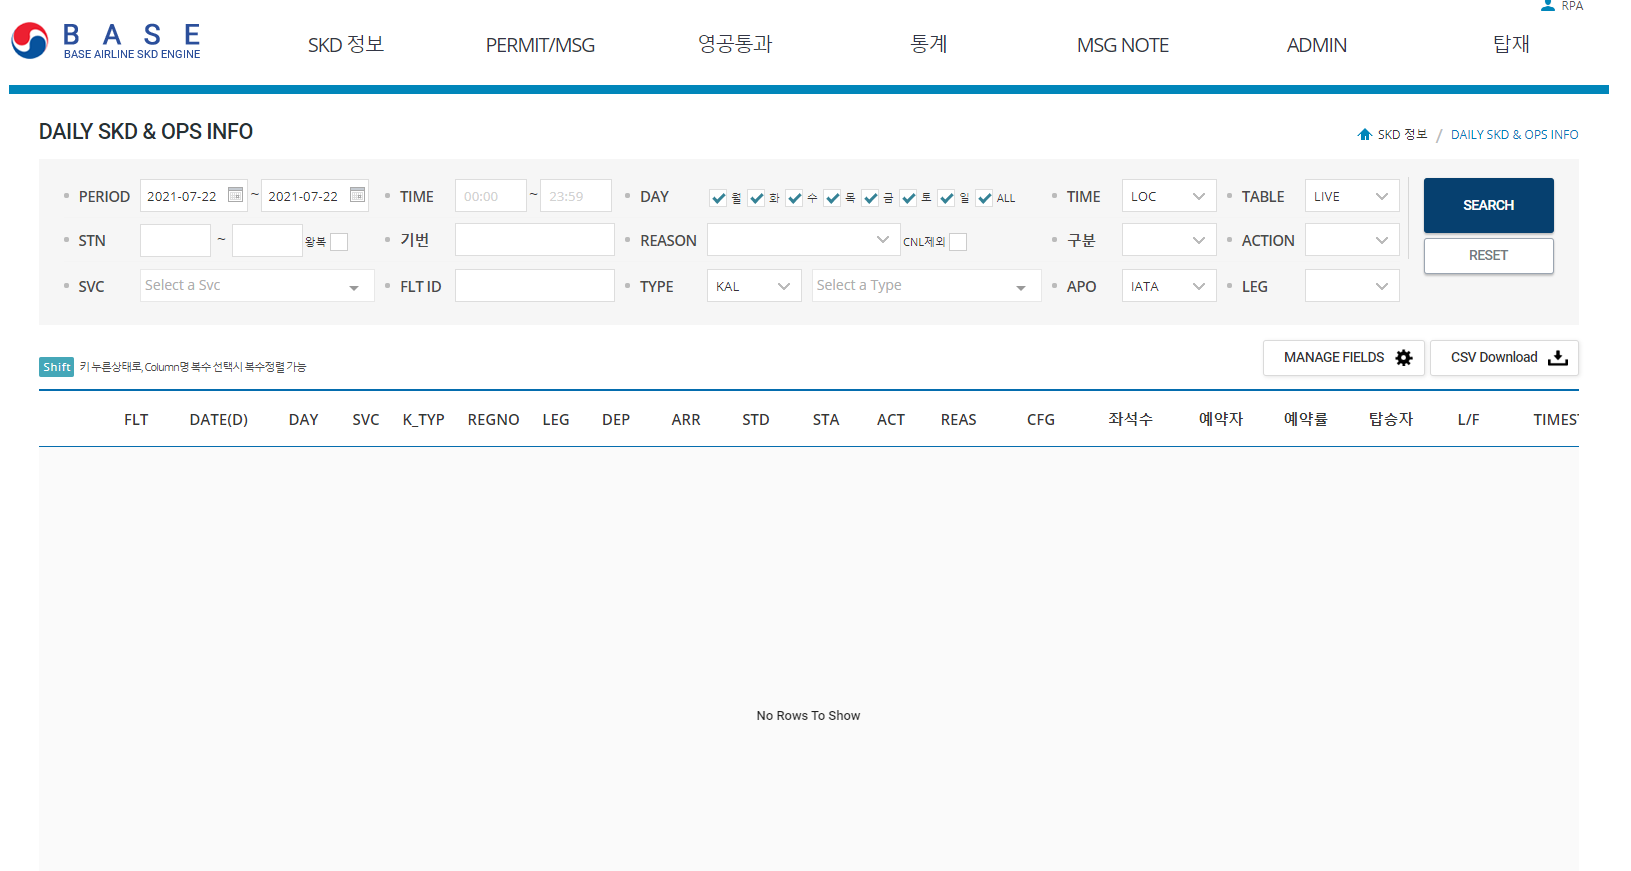 RPA
B A S E
BASE AIRLINE SKD ENGINE
SKD 정보 PERMIT/MSG 영공통과 통계 MSG NOTE ADMIN 탑재
DAILY SKD & OPS INFO
SKD 정보 / DAILY SKD & OPS INFO
PERIOD 2021-07-22 ~ 2021-07-22 TIME 00:00 ~ 23:59 DAY 월 화 수 목 금 토 일 ALL TIME LOC TABLE LIVE SEARCH
STN ~ 왕복 기번 REASON CNL제외 구분 ACTION RESET
SVC Select a Svc FLT ID TYPE KAL Select a Type APO IATA LEG
Shift 키 누른상태로, Column명 복수 선택시 복수정렬 가능 MANAGE FIELDS CSV Download
FLT DATE(D) DAY SVC K_TYP REGNO LEG DEP ARR STD STA ACT REAS CFG 좌석수 예약자 예약률 탑승자 L/F TIMES
No Rows To Show